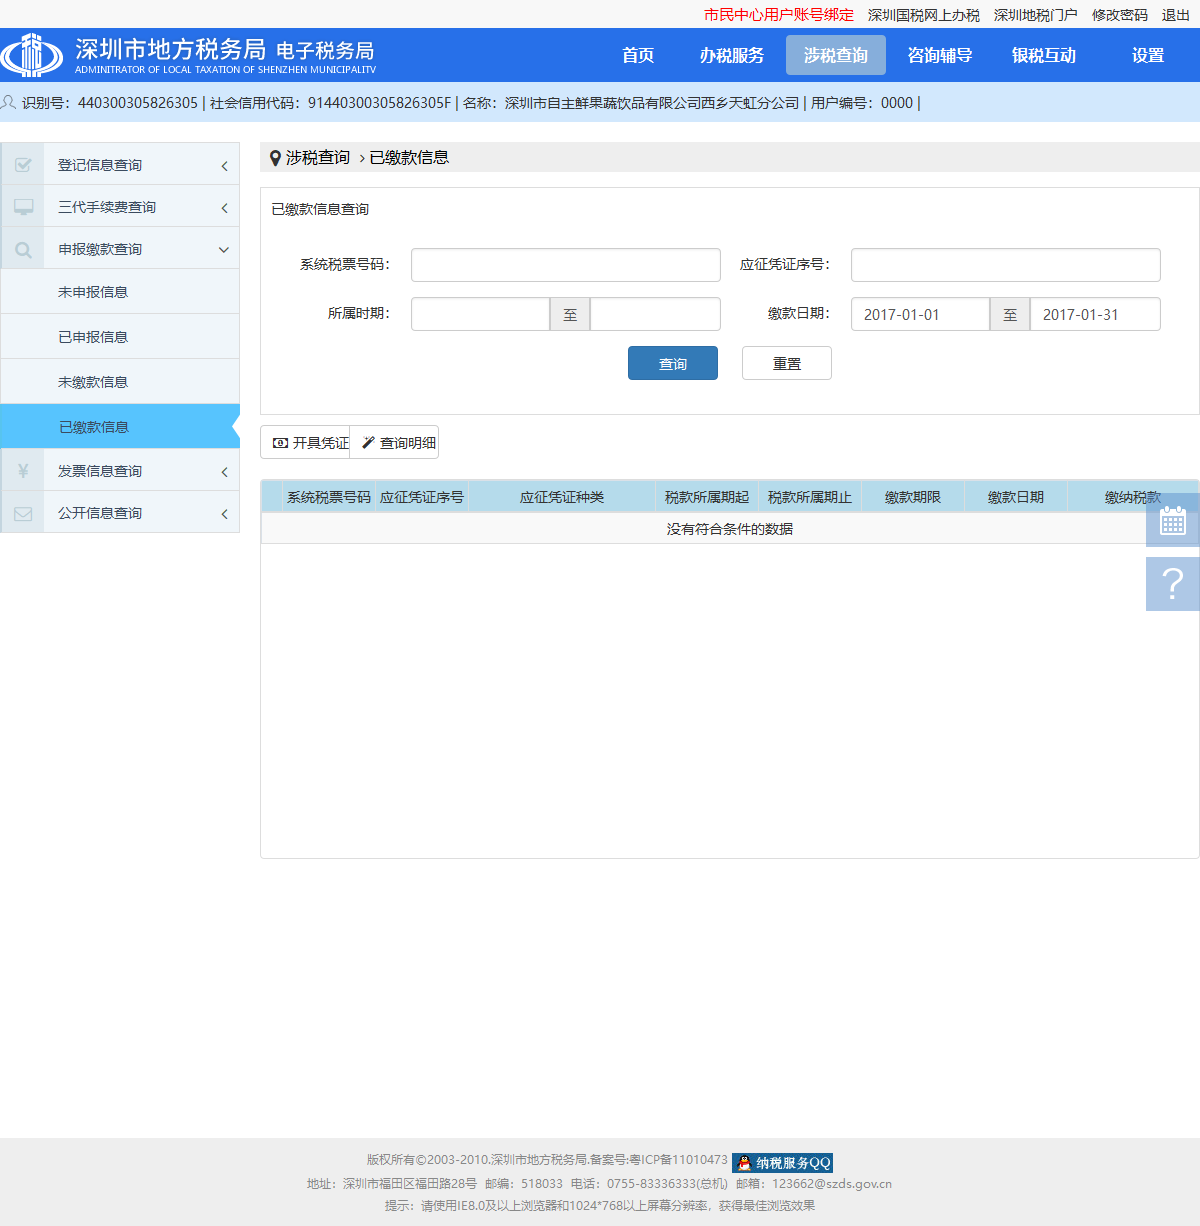 市民中心用户账号绑定 深圳国税网上办税 深圳地税门户 修改密码 退出
深圳市地方税务局 电子税务局
ADMINITRATOR OF LOCAL TAXATION OF SHENZHEN MUNICIPALITV
首页 办税服务 涉税查询 咨询辅导 银税互动 设置
识别号：440300305826305 | 社会信用代码：91440300305826305F | 名称：深圳市自主鲜果蔬饮品有限公司西乡天虹分公司 | 用户编号：0000 |
登记信息查询
三代手续费查询
申报缴款查询
未申报信息
已申报信息
未缴款信息
已缴款信息
发票信息查询
公开信息查询
涉税查询 › 已缴款信息
已缴款信息查询
系统税票号码： 应征凭证序号：
所属时期： 至 缴款日期： 2017-01-01 至 2017-01-31
查询 重置
开具凭证 查询明细
系统税票号码 应征凭证序号 应征凭证种类 税款所属期起 税款所属期止 缴款期限 缴款日期 缴纳税款
没有符合条件的数据
?
版权所有©2003-2010.深圳市地方税务局.备案号:粤ICP备11010473 纳税服务QQ
地址：深圳市福田区福田路28号 邮编：518033 电话：0755-83336333(总机) 邮箱：123662@szds.gov.cn
提示：请使用IE8.0及以上浏览器和1024*768以上屏幕分辨率，获得最佳浏览效果